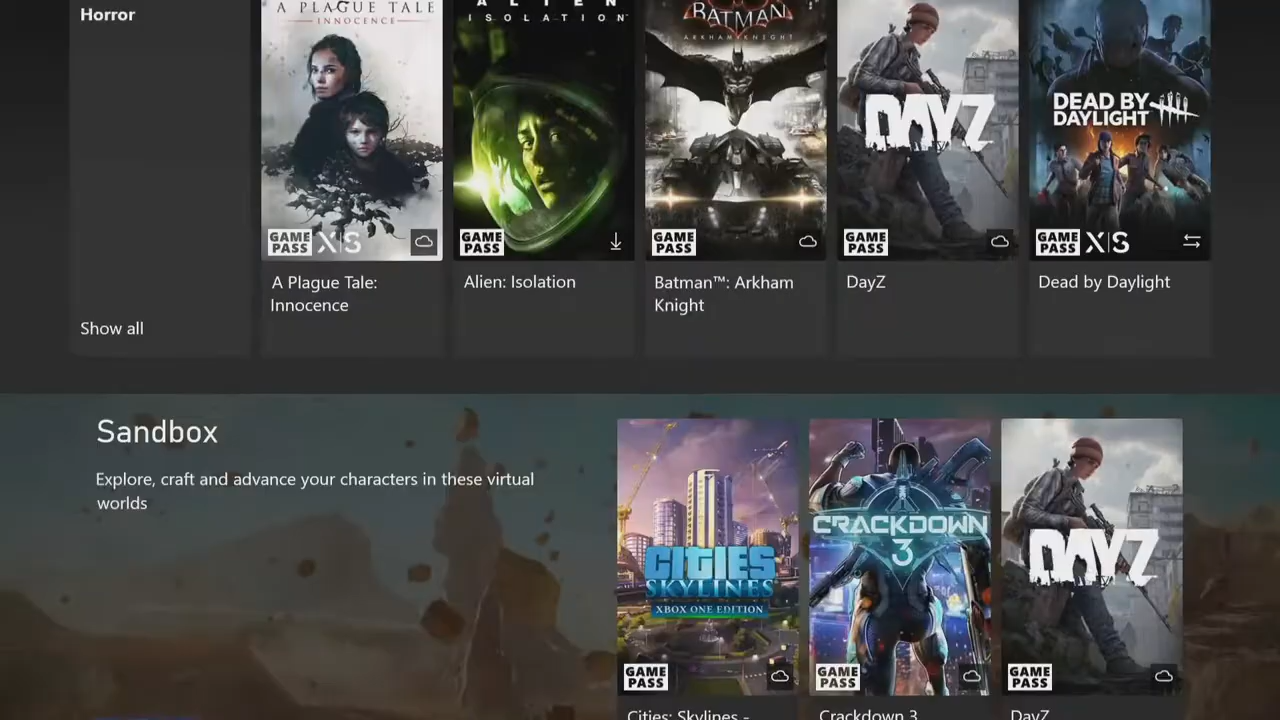 Horror
Show all
A PLAGUE TALE
INNOCENCE
GAME
PASS X|S
A Plague Tale:
Innocence
ALIEN
ISOLATION
GAME
PASS
Alien: Isolation
BATMAN
ARKHAM KNIGHT
GAME
PASS
Batman™: Arkham
Knight
DAYZ
GAME
PASS
DayZ
DEAD BY
DAYLIGHT
GAME
PASS X|S
Dead by Daylight
Sandbox
Explore, craft and advance your characters in these virtual
worlds
CITIES
SKYLINES
XBOX ONE EDITION
GAME
PASS
Cities: Skylines -
CRACKDOWN
3
GAME
PASS
Crackdown 3
DAYZ
GAME
PASS
DayZ